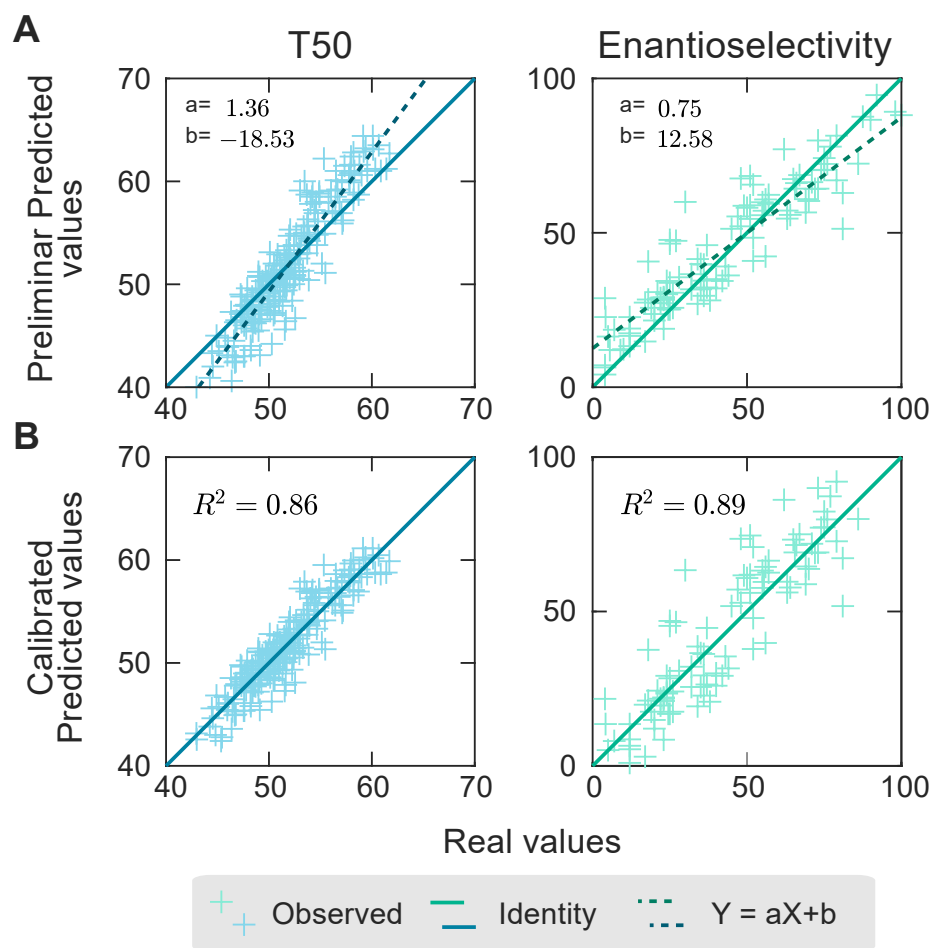 A
T50
Enantioselectivity
Preliminar Predicted
values
70
60
50
40
40
50
60
70
a= 1.36
b= −18.53
100
50
0
0
50
100
a= 0.75
b= 12.58
B
Calibrated
Predicted values
70
60
50
40
40
50
60
70
R² = 0.86
100
50
0
0
50
100
R² = 0.89
Real values
Observed
Identity
Y = aX+b